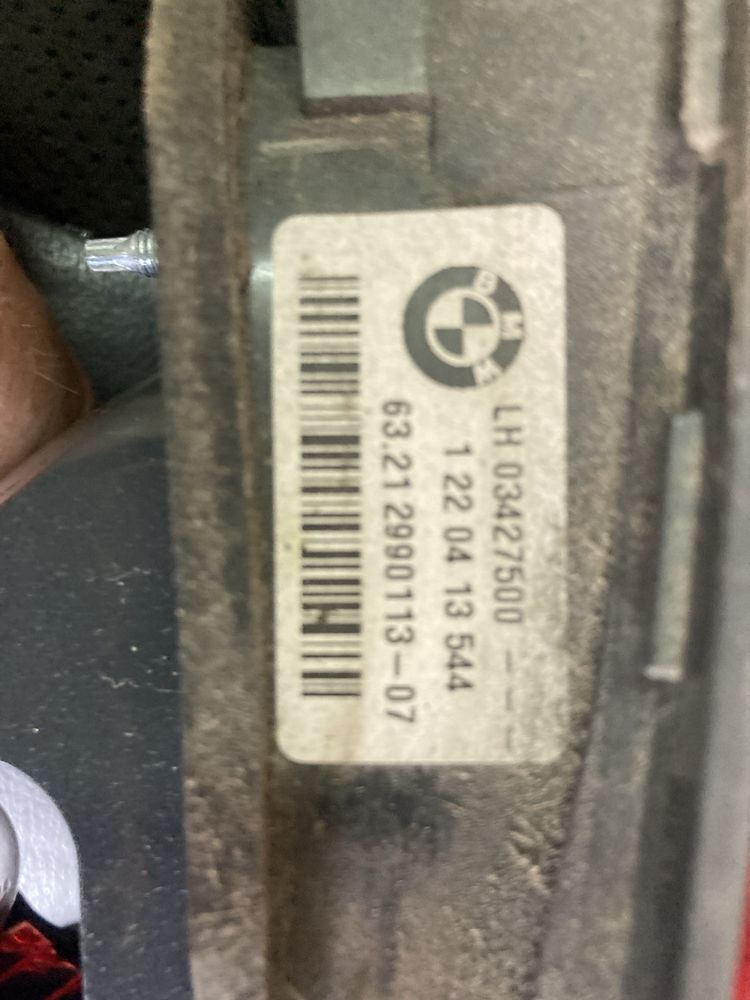 BMW
LH 03427500 ---
1 22 04 13 544
63.21 2990113-07